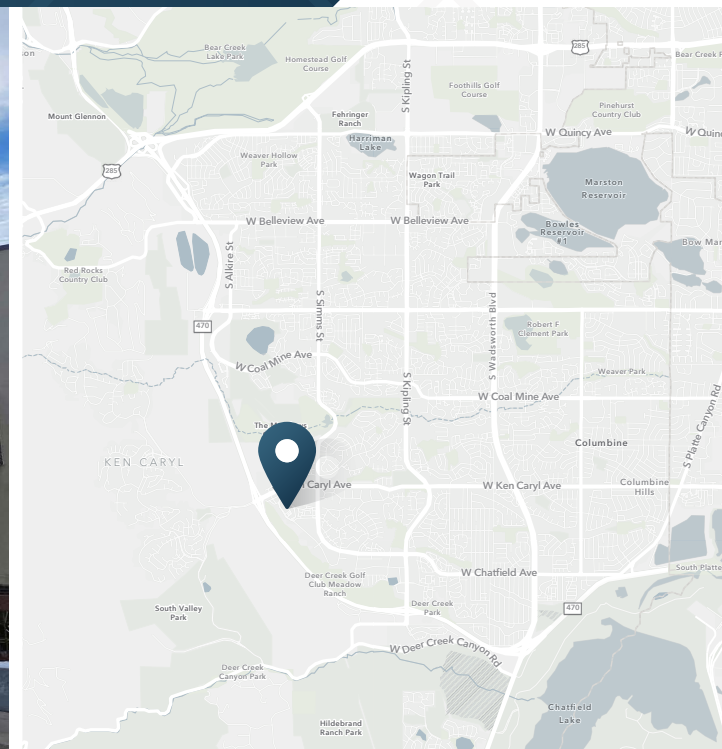 Bear Creek
Lake Park
Homestead Golf
Course
S Kipling St
285
Bear Creek
Foothills Golf
Course
Pinehurst
Country Club
Mount Glennon
Fehringer
Ranch
Harriman
Lake
W Quincy Ave
285
Weaver Hollow
Park
Wagon Trail
Park
Marston
Reservoir
W Belleview Ave
W Belleview Ave
Bowles
Reservoir
#1
S Alkire St
Red Rocks
Country Club
S Simms St
S Wadsworth Blvd
470
Robert F
Clement Park
W Coal Mine Ave
Weaver Park
S Kipling St
W Coal Mine Ave
S Platte Canyon Rd
The
Columbine
KEN CARYL
Caryl Ave
W Ken Caryl Ave
Columbine
Hills
W Chatfield Ave
South Platte
Deer Creek Golf
Club Meadow
Ranch
South Valley
Park
Deer Creek
Park
470
W Deer Creek Canyon Rd
Deer Creek
Canyon Park
Chatfield
Lake
Hildebrand
Ranch Park